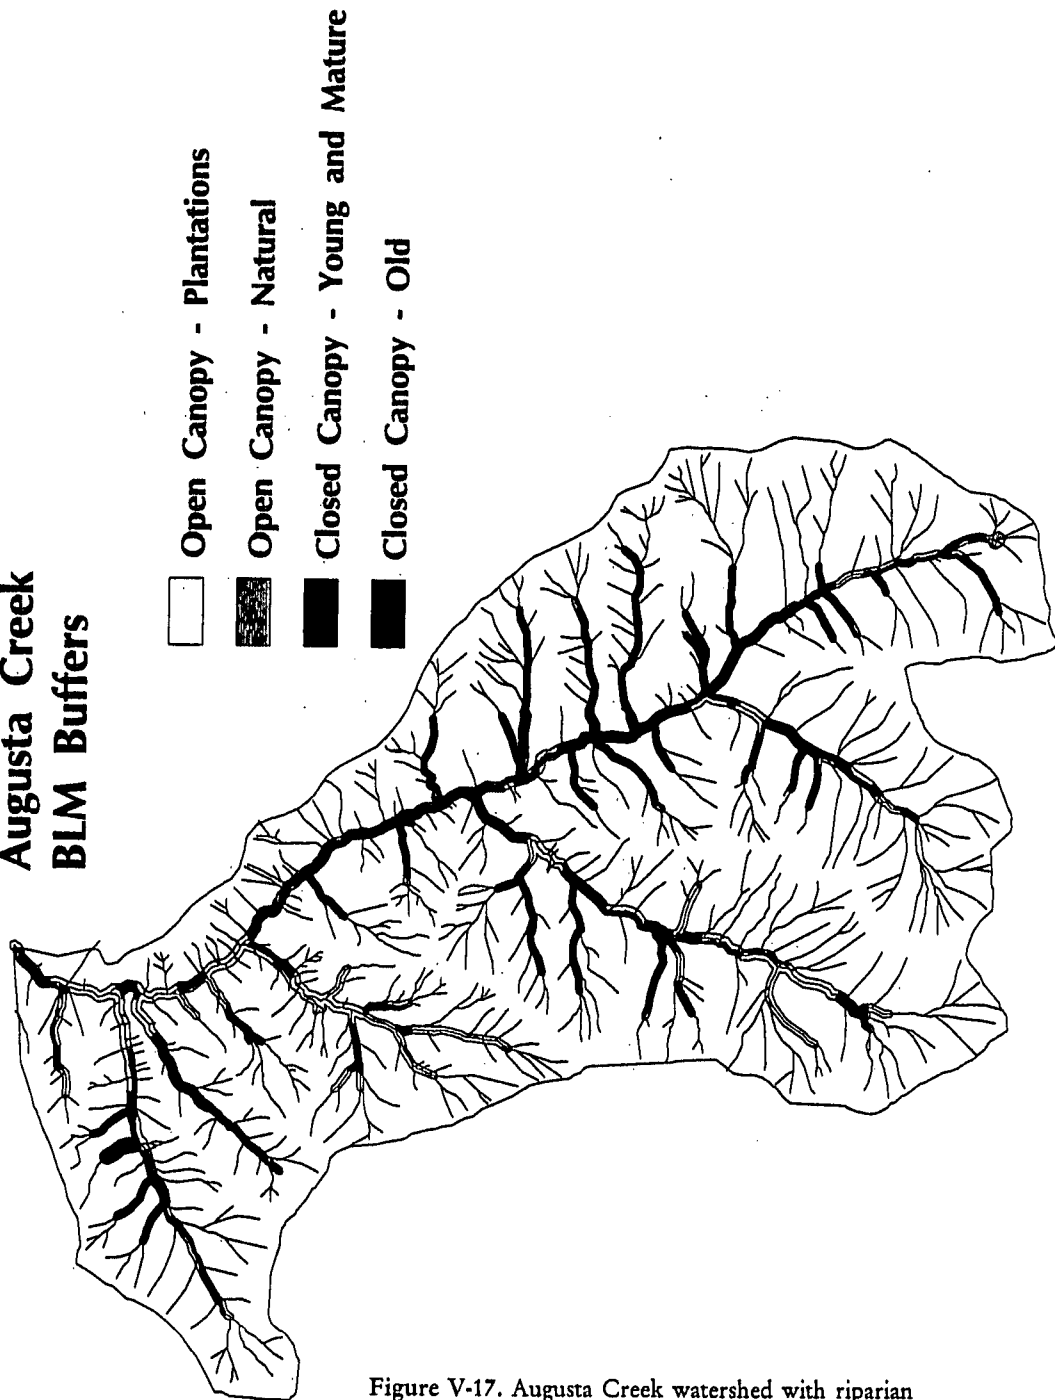 Augusta Creek
BLM Buffers
Open Canopy - Plantations
Open Canopy - Natural
Closed Canopy - Young and Mature
Closed Canopy - Old
Figure V-17. Augusta Creek watershed with riparian